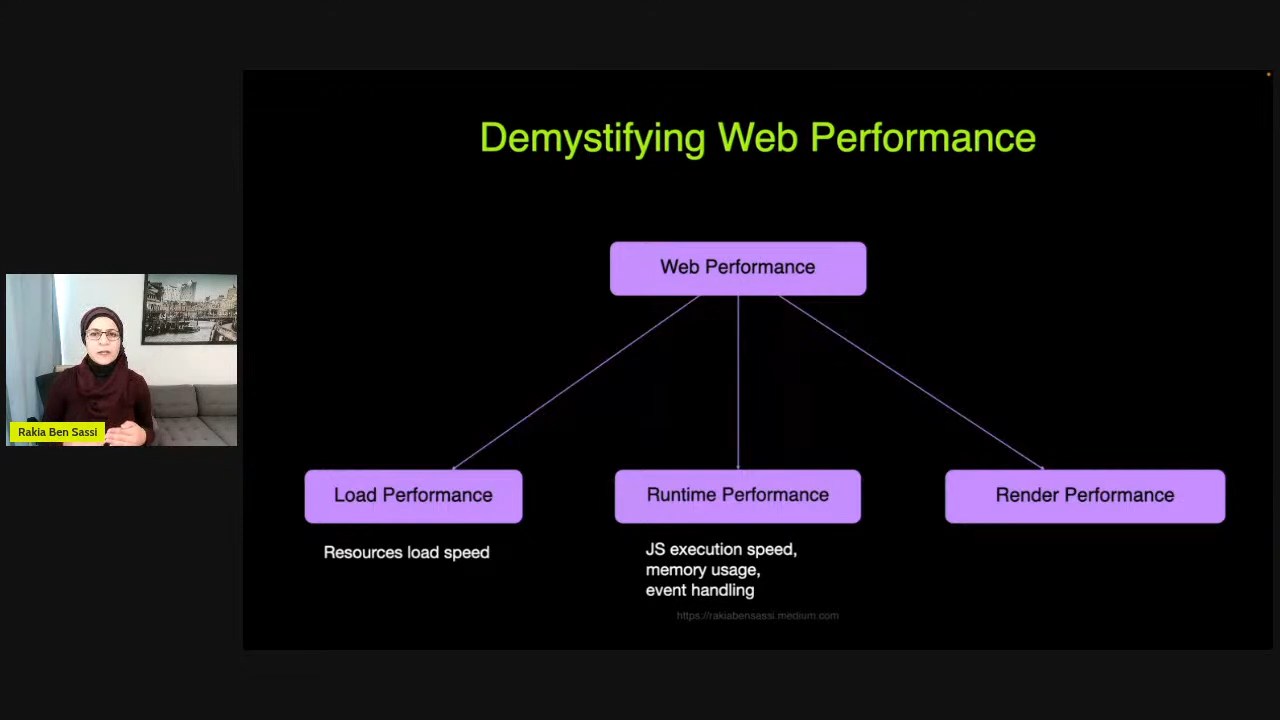 Demystifying Web Performance
Web Performance
Rakia Ben Sassi
Load Performance
Runtime Performance
Render Performance
Resources load speed
JS execution speed,
memory usage,
event handling
https://rakiabensassi.medium.com